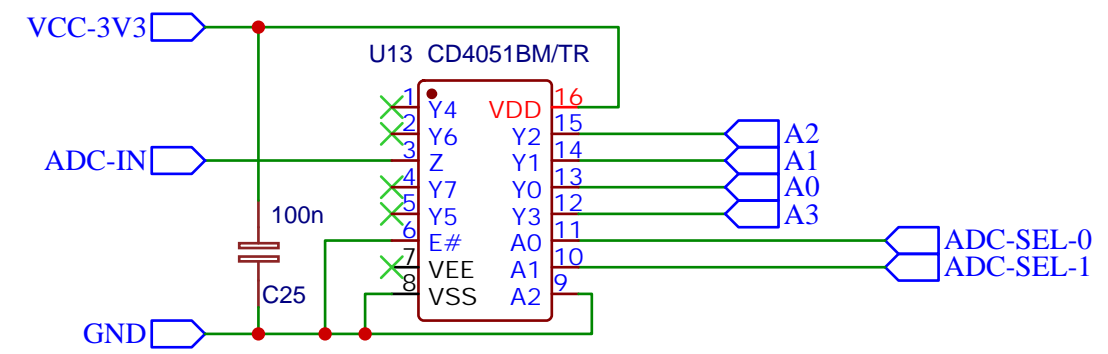 VCC-3V3
U13 CD4051BM/TR
1 Y4 VDD 16
2 Y6 Y2 15 A2
ADC-IN 3 Z Y1 14 A1
4 Y7 Y0 13 A0
100n 5 Y5 Y3 12 A3
6 E# A0 11 ADC-SEL-0
7 VEE A1 10 ADC-SEL-1
C25 8 VSS A2 9
GND